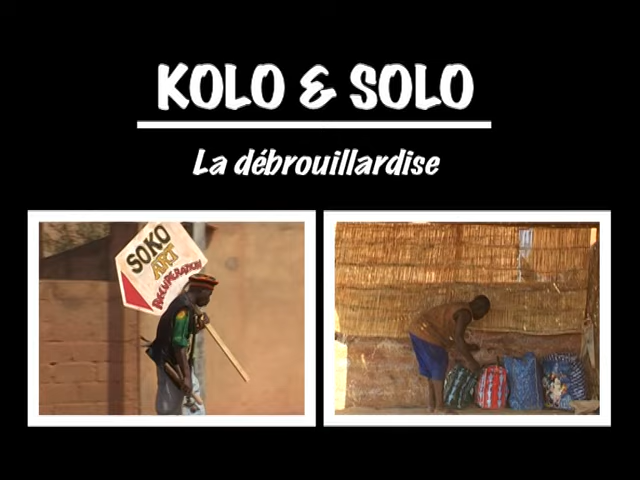 KOLO & SOLO
La débrouillardise
SOKO
ART
RÉCUPÉRATION